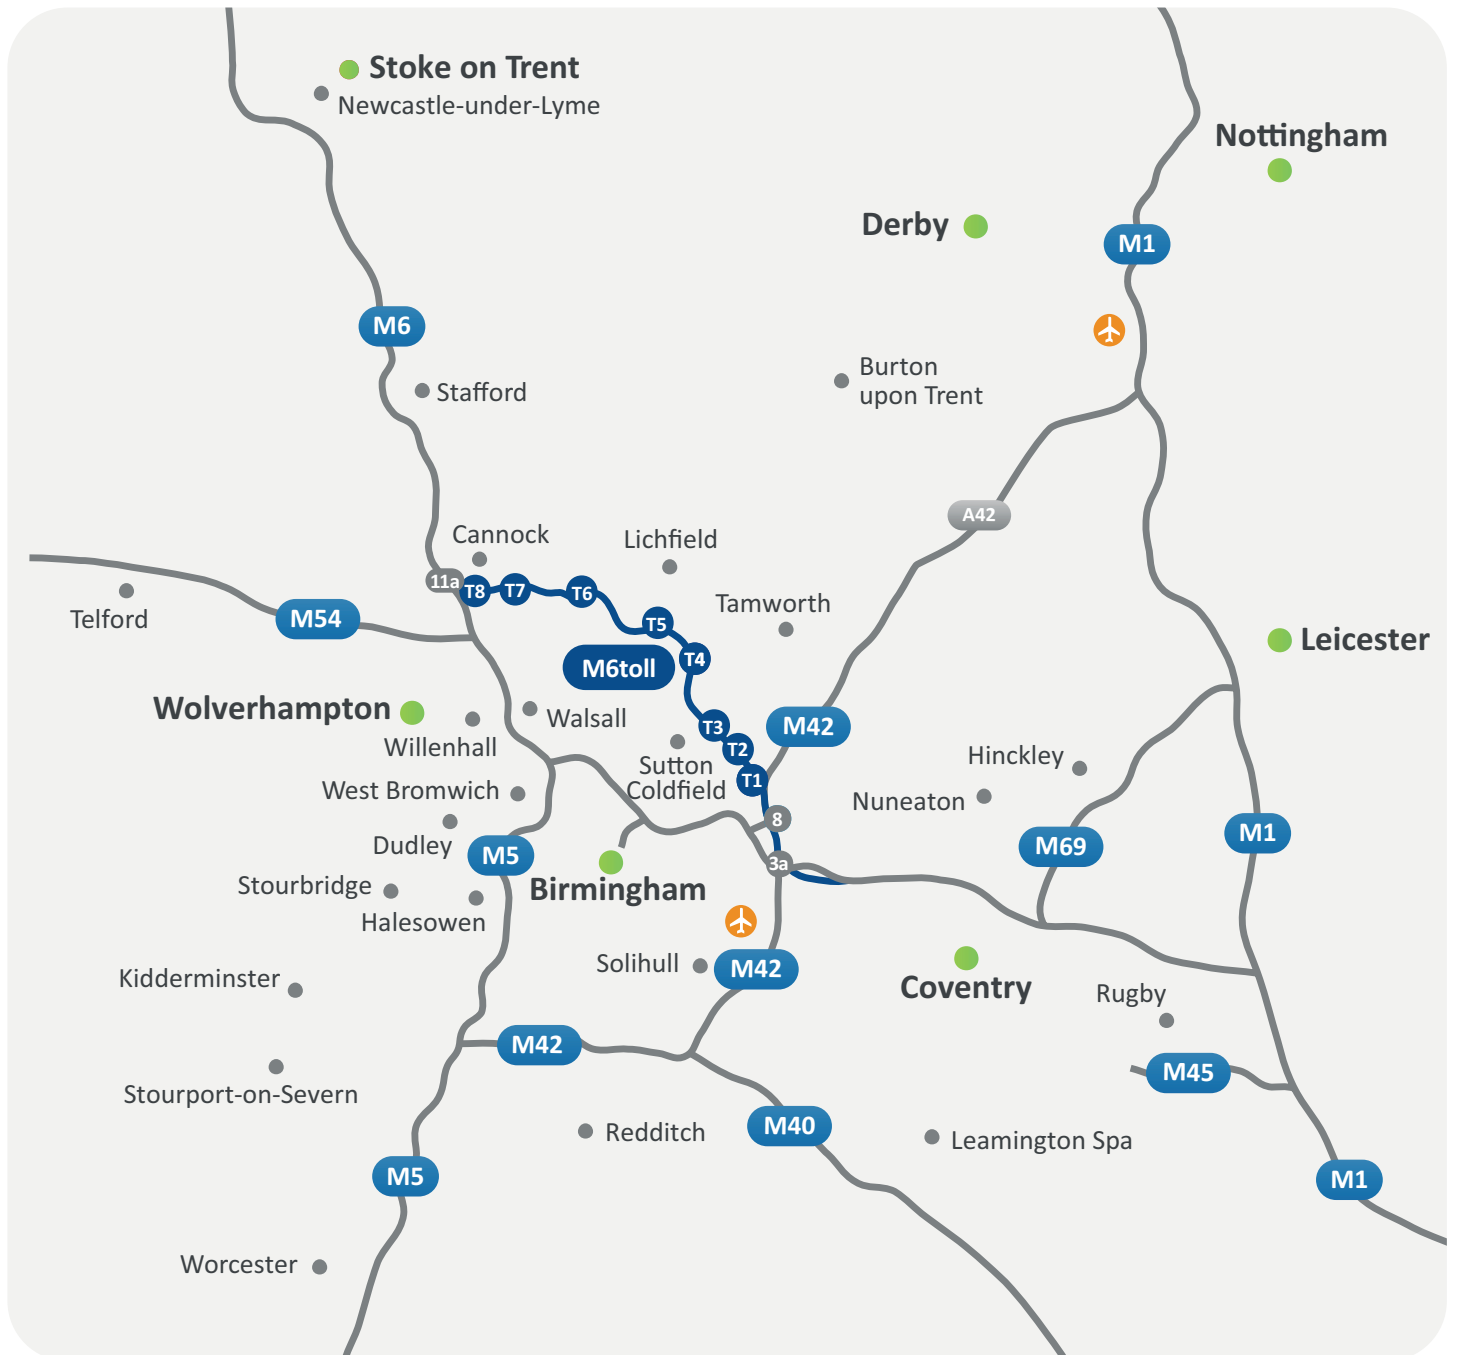 Stoke on Trent
Newcastle-under-Lyme
Nottingham
Derby
M1
M6
Burton
upon Trent
Stafford
A42
Cannock
Lichfield
11a
T8
T7
T6
Tamworth
Telford
M54
T5
Leicester
T4
M6toll
Wolverhampton
Walsall
T3
M42
Willenhall
T2
Sutton
Coldfield
T1
Hinckley
West Bromwich
Nuneaton
8
Dudley
M5
M69
M1
3a
Stourbridge
Birmingham
Halesowen
Solihull
M42
Kidderminster
Coventry
Rugby
M42
M45
Stourport-on-Severn
Redditch
M40
Leamington Spa
M5
M1
Worcester